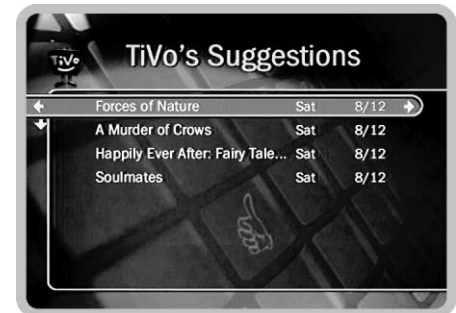 TiVo
TiVo's Suggestions
Forces of Nature Sat 8/12
A Murder of Crows Sat 8/12
Happily Ever After: Fairy Tale... Sat 8/12
Soulmates Sat 8/12